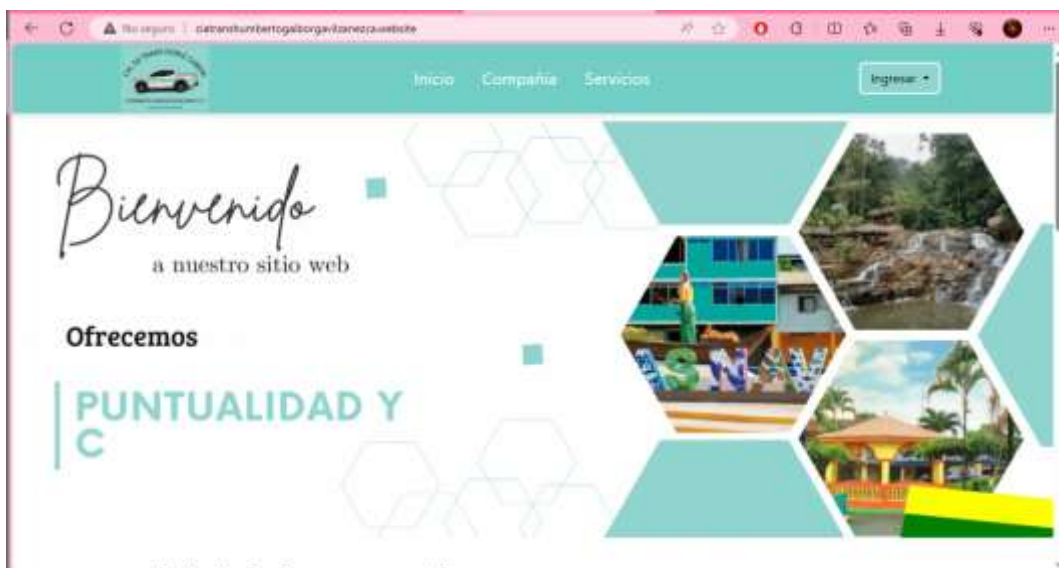 No seguro
Inicio Compañía Servicios
Ingresar
Bienvenido
a nuestro sitio web
Ofrecemos
PUNTUALIDAD Y
C